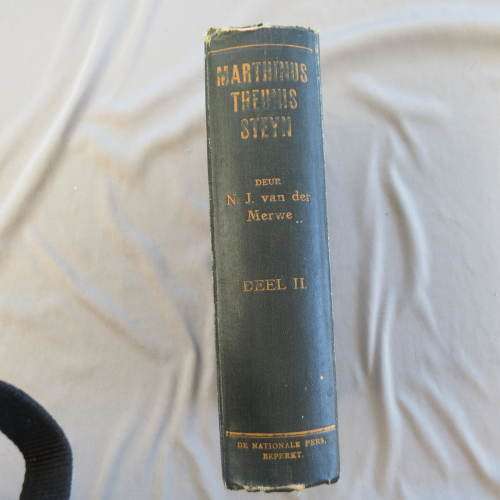 MARTHINUS
THEUNIS
STEYN
DEUR
N. J. van der
Merwe
DEEL II
DE NATIONALE PERS,
BEPERKT.